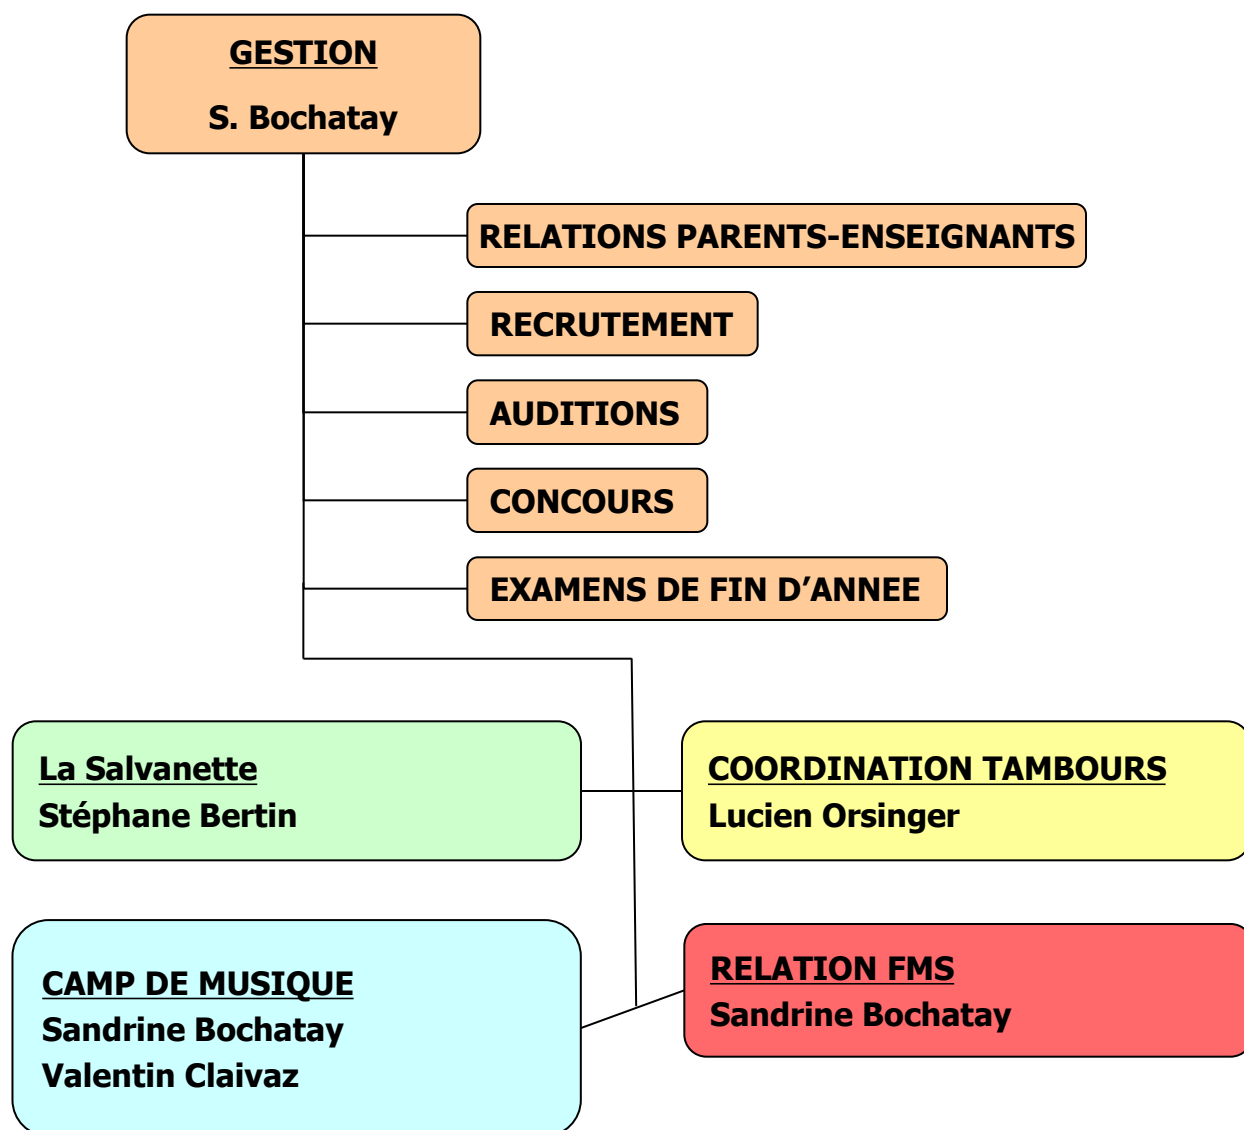 GESTION
S. Bochatay
RELATIONS PARENTS-ENSEIGNANTS
RECRUTEMENT
AUDITIONS
CONCOURS
EXAMENS DE FIN D’ANNEE
La Salvanette
Stéphane Bertin
COORDINATION TAMBOURS
Lucien Orsinger
CAMP DE MUSIQUE
Sandrine Bochatay
Valentin Claivaz
RELATION FMS
Sandrine Bochatay